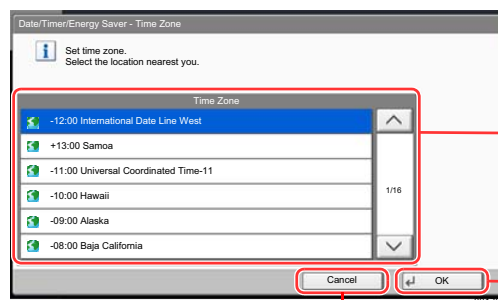 Date/Timer/Energy Saver - Time Zone
Set time zone.
Select the location nearest you.
Time Zone
-12:00 International Date Line West
+13:00 Samoa
-11:00 Universal Coordinated Time-11
-10:00 Hawaii
1/16
-09:00 Alaska
-08:00 Baja California
Cancel
OK